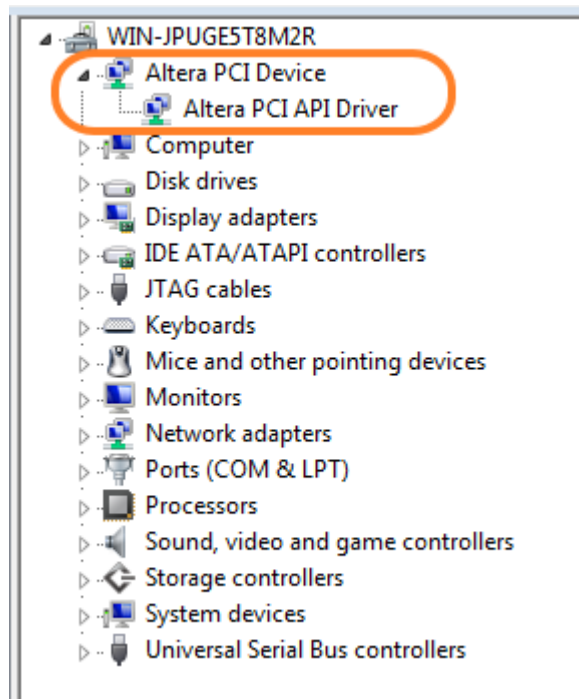 WIN-JPUGE5T8M2R
Altera PCI Device
Altera PCI API Driver
Computer
Disk drives
Display adapters
IDE ATA/ATAPI controllers
JTAG cables
Keyboards
Mice and other pointing devices
Monitors
Network adapters
Ports (COM & LPT)
Processors
Sound, video and game controllers
Storage controllers
System devices
Universal Serial Bus controllers